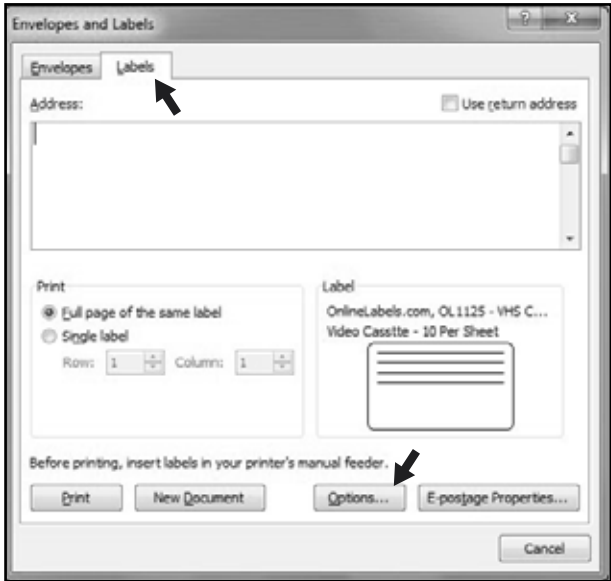 Envelopes and Labels
Envelopes Labels
Address: Use return address
Print
Full page of the same label
Single label
Row: 1 Column: 1
Label
OnlineLabels.com, OL1125 - VHS C...
Video Casstte - 10 Per Sheet
Before printing, insert labels in your printer's manual feeder.
Print New Document Options... E-postage Properties...
Cancel